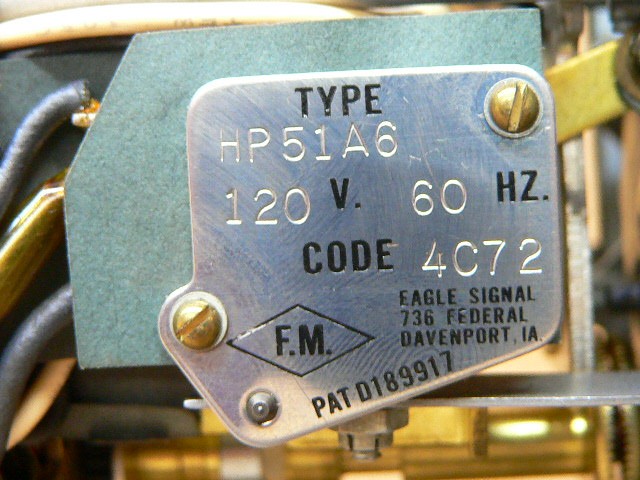 TYPE
HP51A6
120 V. 60 HZ.
CODE 4C72
EAGLE SIGNAL
736 FEDERAL
DAVENPORT, IA.
F.M.
PAT D189917